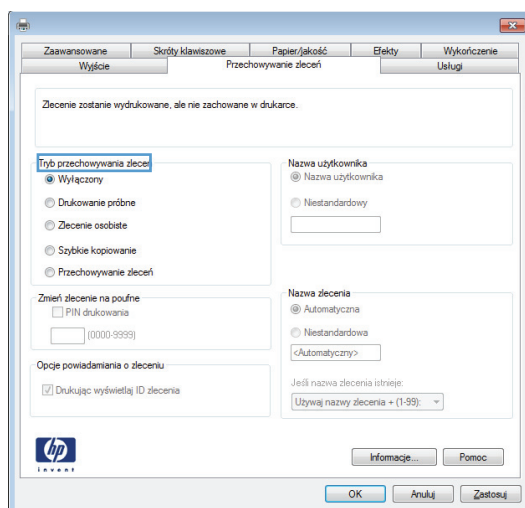 Zaawansowane Skróty klawiszowe Papier/jakość Efekty Wykończenie
Wyjście Przechowywanie zleceń Usługi
Zlecenie zostanie wydrukowane, ale nie zachowane w drukarce.
Tryb przechowywania zleceń
Wyłączony
Drukowanie próbne
Zlecenie osobiste
Szybkie kopiowanie
Przechowywanie zleceń
Nazwa użytkownika
Nazwa użytkownika
Niestandardowy
Zmień zlecenie na poufne
PIN drukowania
(0000-9999)
Nazwa zlecenia
Automatyczna
Niestandardowa
<Automatyczny>
Jeśli nazwa zlecenia istnieje:
Używaj nazwy zlecenia + (1-99):
Opcje powiadamiania o zleceniu
Drukując wyświetlaj ID zlecenia
hp
invent
Informacje... Pomoc
OK Anuluj Zastosuj